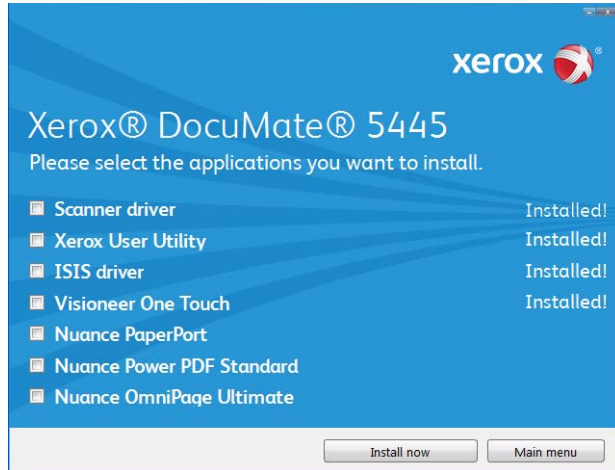 xerox ®
Xerox® DocuMate® 5445
Please select the applications you want to install.
Scanner driver Installed!
Xerox User Utility Installed!
ISIS driver Installed!
Visioneer One Touch Installed!
Nuance PaperPort
Nuance Power PDF Standard
Nuance OmniPage Ultimate
Install now Main menu